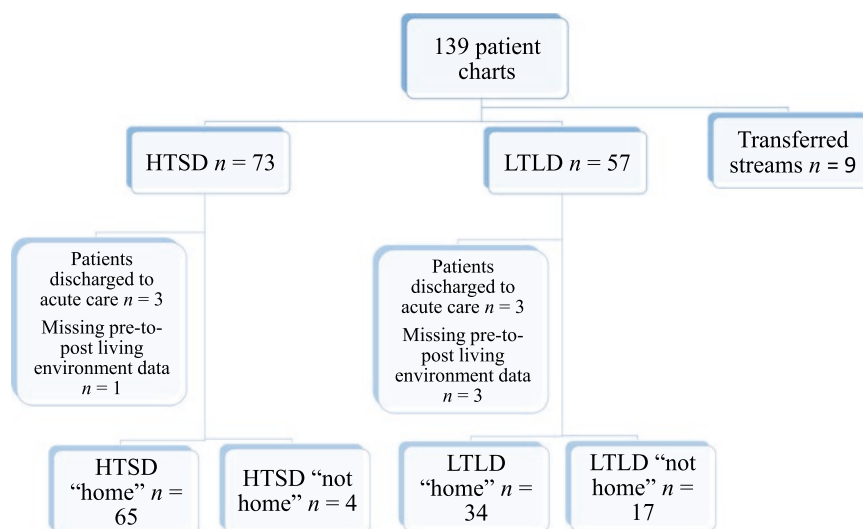 139 patient
charts
HTSD n = 73
LTLD n = 57
Transferred
streams n = 9
Patients
discharged to
acute care n = 3
Missing pre-to-
post living
environment data
n = 1
Patients
discharged to
acute care n = 3
Missing pre-to-
post living
environment data
n = 3
HTSD
“home” n =
65
HTSD “not
home” n = 4
LTLD
“home” n =
34
LTLD “not
home” n =
17